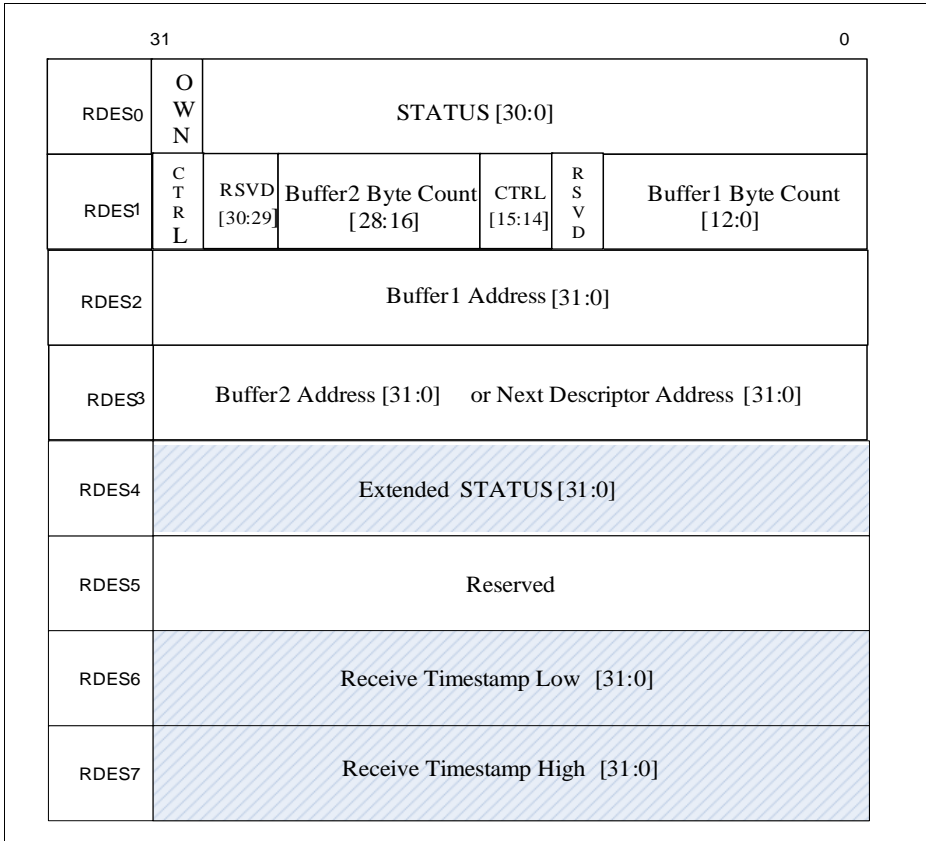 31 0
RDES0 OWN STATUS [30:0]
RDES1 CTRL RSVD [30:29] Buffer2 Byte Count [28:16] CTRL [15:14] RSVD Buffer1 Byte Count [12:0]
RDES2 Buffer1 Address [31:0]
RDES3 Buffer2 Address [31:0] or Next Descriptor Address [31:0]
RDES4 Extended STATUS [31:0]
RDES5 Reserved
RDES6 Receive Timestamp Low [31:0]
RDES7 Receive Timestamp High [31:0]